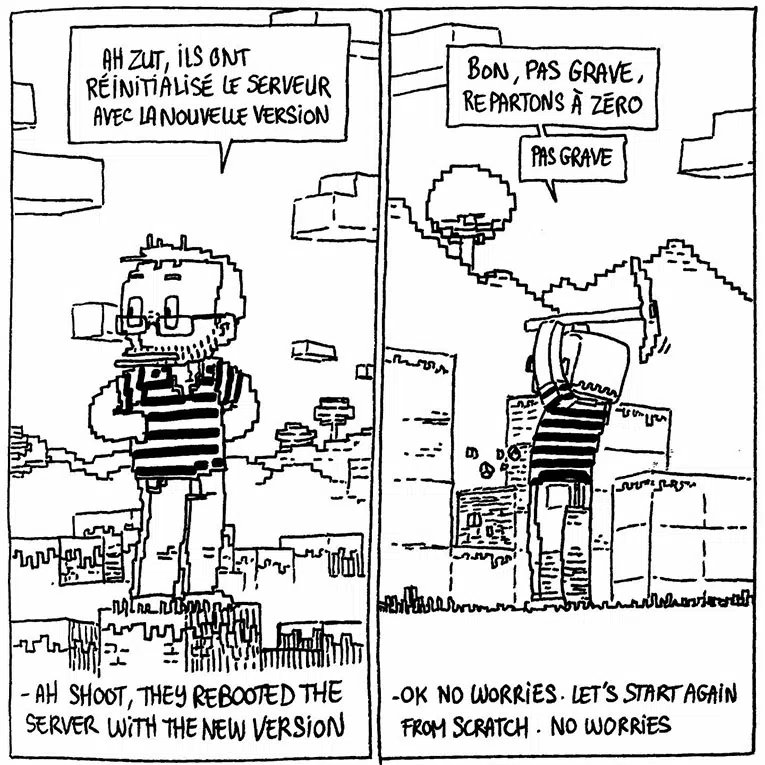 AH ZUT, ILS ONT
RÉINITIALISÉ LE SERVEUR
AVEC LA NOUVELLE VERSION
- AH SHOOT, THEY REBOOTED THE
SERVER WITH THE NEW VERSION
BON, PAS GRAVE,
REPARTONS À ZÉRO
PAS GRAVE
- OK NO WORRIES. LET'S START AGAIN
FROM SCRATCH. NO WORRIES